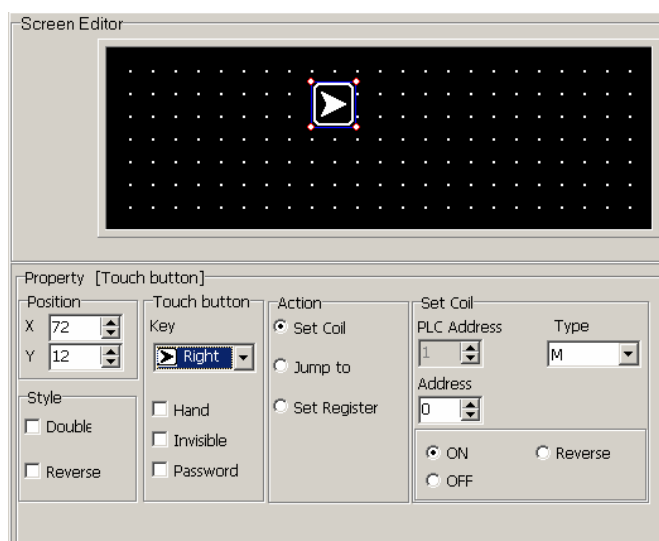 Screen Editor
Property [Touch button]
Position
X 72
Y 12
Style
Double
Reverse
Touch button
Key
Right
Hand
Invisible
Password
Action
Set Coil
Jump to
Set Register
Set Coil
PLC Address Type
1 M
Address
0
ON Reverse
OFF